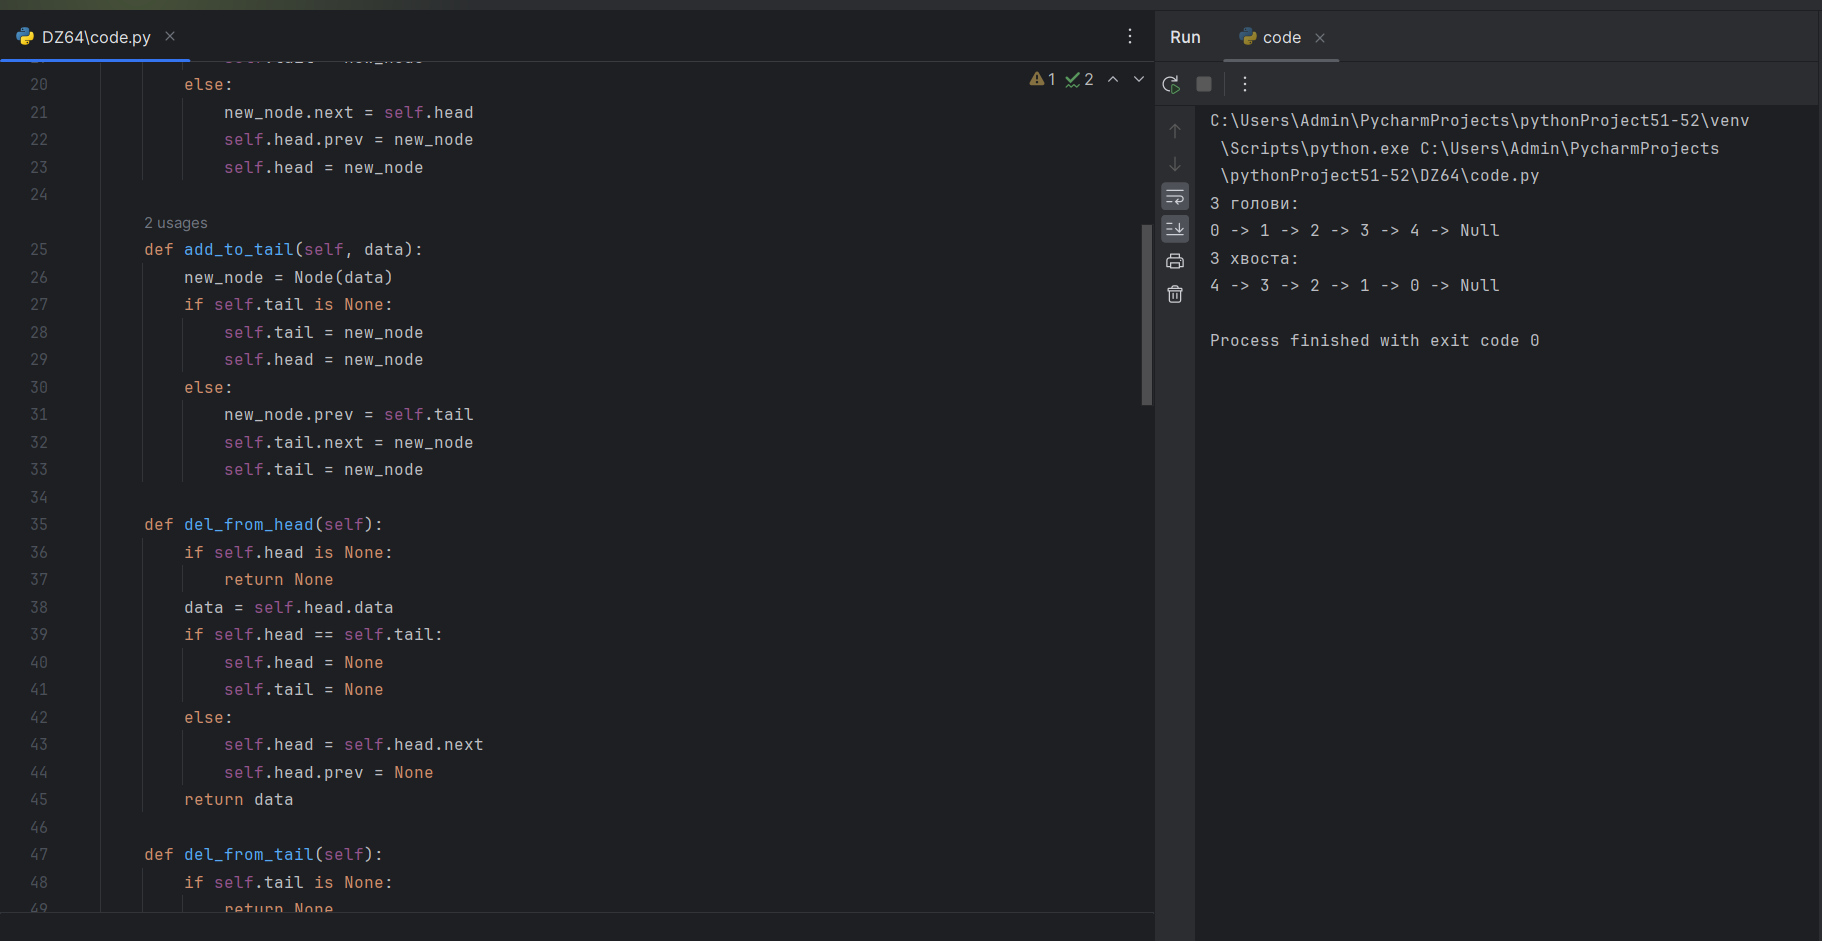 DZ64\code.py
20 else:
21 new_node.next = self.head
22 self.head.prev = new_node
23 self.head = new_node
24
2 usages
25 def add_to_tail(self, data):
26 new_node = Node(data)
27 if self.tail is None:
28 self.tail = new_node
29 self.head = new_node
30 else:
31 new_node.prev = self.tail
32 self.tail.next = new_node
33 self.tail = new_node
34
35 def del_from_head(self):
36 if self.head is None:
37 return None
38 data = self.head.data
39 if self.head == self.tail:
40 self.head = None
41 self.tail = None
42 else:
43 self.head = self.head.next
44 self.head.prev = None
45 return data
46
47 def del_from_tail(self):
48 if self.tail is None:
49 return None
1 2
Run code
C:\Users\Admin\PycharmProjects\pythonProject51-52\venv
\Scripts\python.exe C:\Users\Admin\PycharmProjects
\pythonProject51-52\DZ64\code.py
З голови:
0 -> 1 -> 2 -> 3 -> 4 -> Null
З хвоста:
4 -> 3 -> 2 -> 1 -> 0 -> Null
Process finished with exit code 0